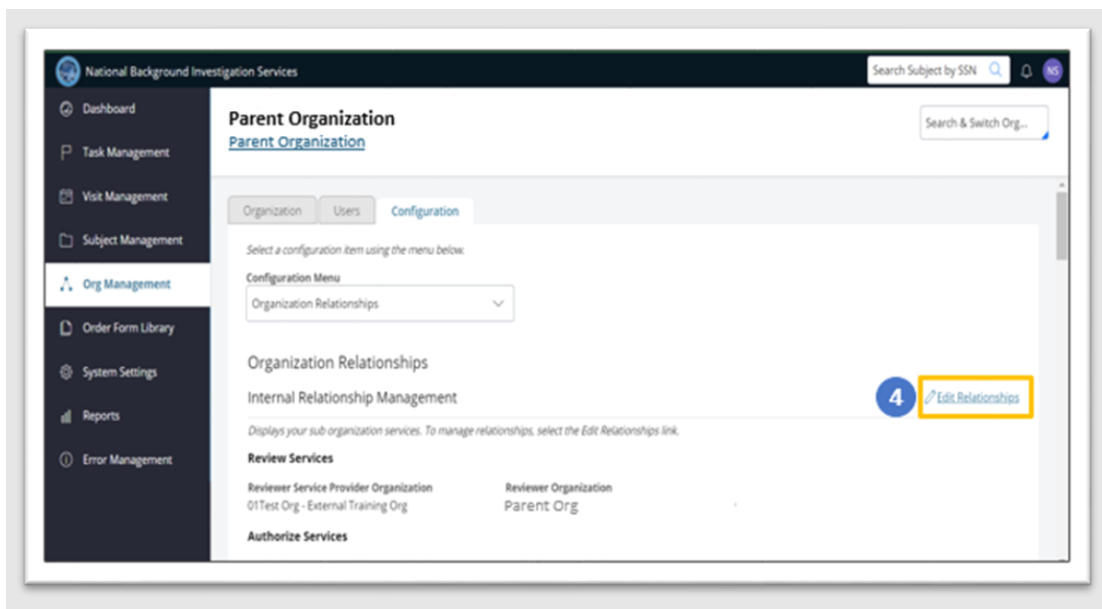 National Background Investigation Services
Search Subject by SSN
NS
Dashboard
Task Management
Visit Management
Subject Management
Org Management
Order Form Library
System Settings
Reports
Error Management
Parent Organization
Parent Organization
Search & Switch Org...
Organization Users Configuration
Select a configuration item using the menu below.
Configuration Menu
Organization Relationships
Organization Relationships
Internal Relationship Management
4 Edit Relationships
Displays your sub organization services. To manage relationships, select the Edit Relationships link.
Review Services
Reviewer Service Provider Organization Reviewer Organization
01Test Org - External Training Org Parent Org
Authorize Services